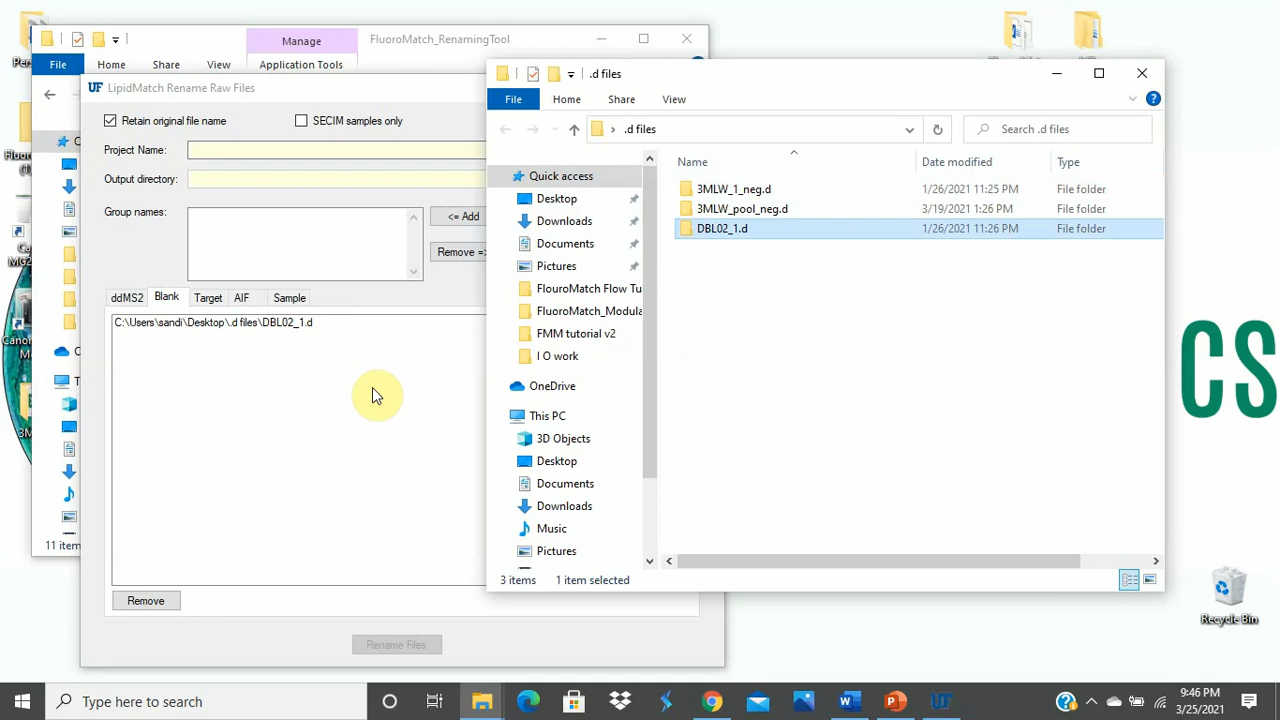 Manage
FluoroMatch_RenamingTool
File
Home
Share
View
Application Tools
LipidMatch Rename Raw Files
Retain original file name
SECIM samples only
Project Name:
Output directory:
Group names:
<= Add
Remove =>
ddMS2
Blank
Target
AIF
Sample
C:\Users\sandi\Desktop\.d files\DBL02_1.d
Remove
Rename Files
11 items
.d files
File
Home
Share
View
.d files
Search .d files
Name
Date modified
Type
3MLW_1_neg.d
1/26/2021 11:25 PM
File folder
3MLW_pool_neg.d
3/19/2021 1:26 PM
File folder
DBL02_1.d
1/26/2021 11:26 PM
File folder
Quick access
Desktop
Downloads
Documents
Pictures
FlouroMatch Flow Tu
FluoroMatch_Modula
FMM tutorial v2
I O work
OneDrive
This PC
3D Objects
Desktop
Documents
Downloads
Music
Pictures
3 items
1 item selected
CS
Recycle Bin
Type here to search
9:46 PM
3/25/2021